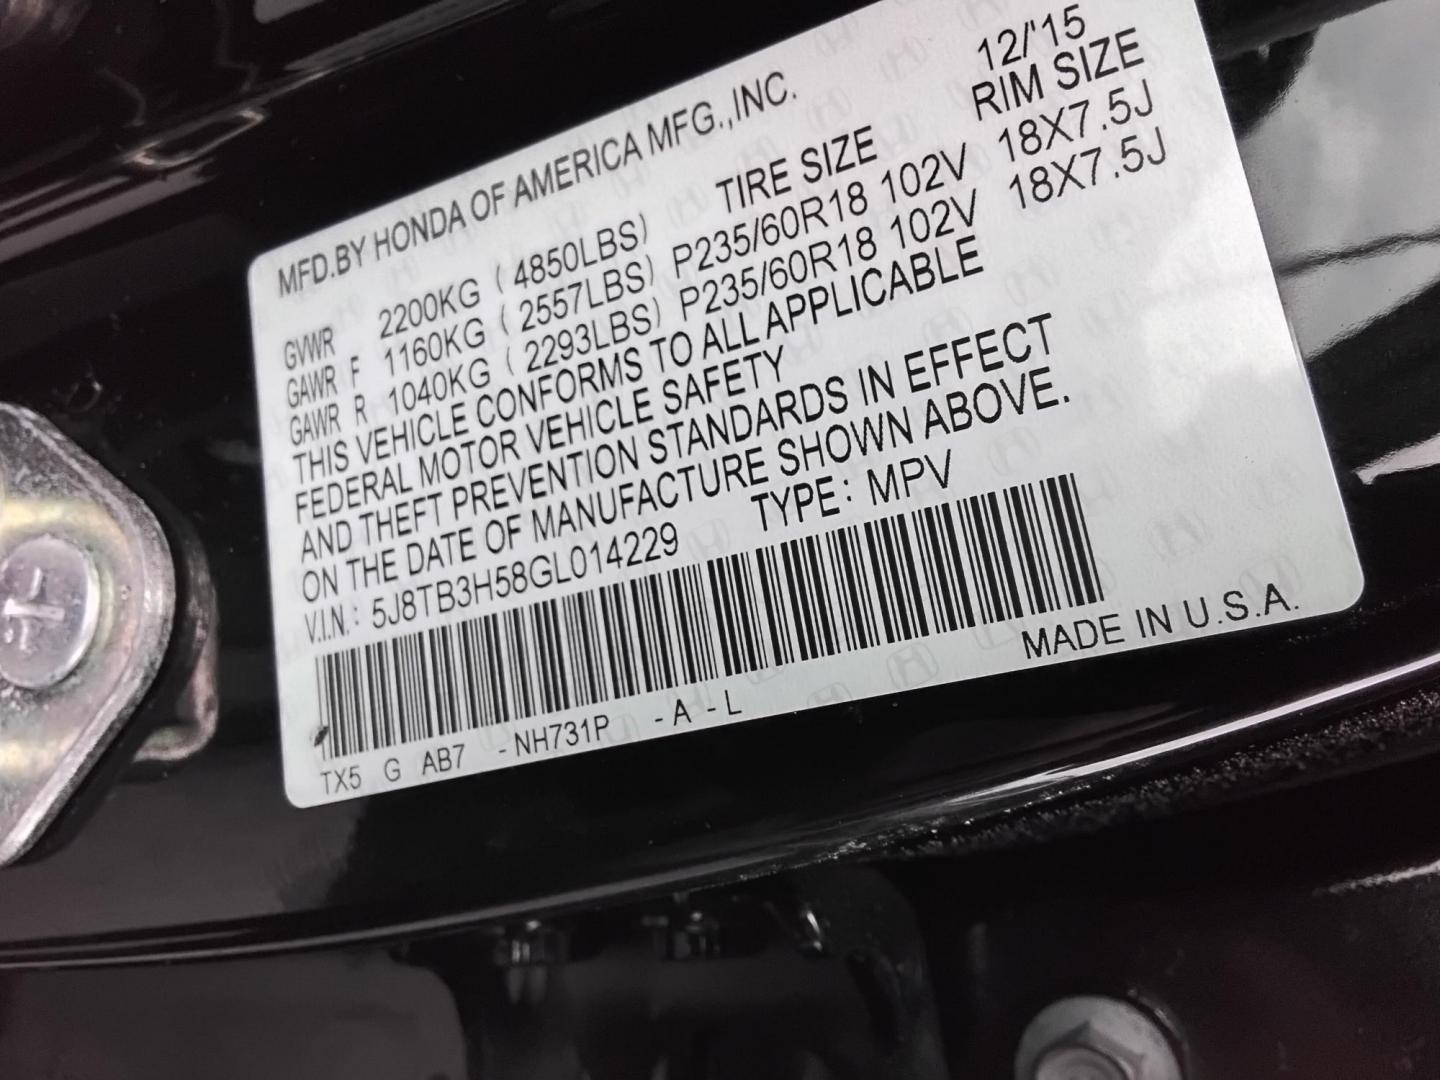 MFD.BY HONDA OF AMERICA MFG.,INC. 12/'15
GVWR 2200KG ( 4850LBS) TIRE SIZE RIM SIZE
GAWR F 1160KG ( 2557LBS) P235/60R18 102V 18X7.5J
GAWR R 1040KG ( 2293LBS) P235/60R18 102V 18X7.5J
THIS VEHICLE CONFORMS TO ALL APPLICABLE
FEDERAL MOTOR VEHICLE SAFETY
AND THEFT PREVENTION STANDARDS IN EFFECT
ON THE DATE OF MANUFACTURE SHOWN ABOVE.
V.I.N.: 5J8TB3H58GL014229 TYPE: MPV
TX5 G AB7 -NH731P -A -L MADE IN U.S.A.